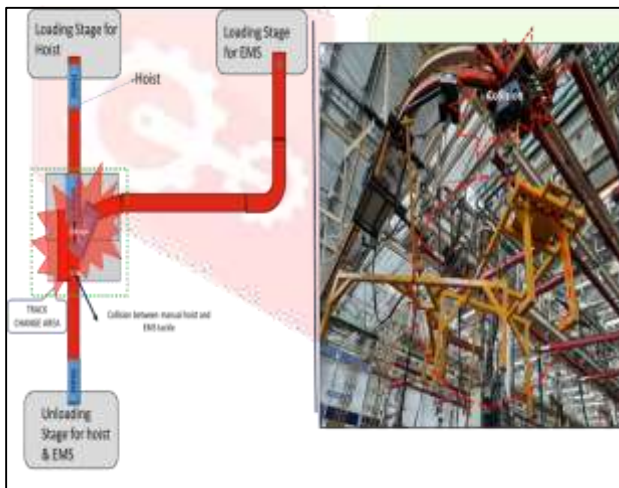 Loading Stage for
Hoist
Loading Stage
for EMS
Hoist
Collision
TRACK
CHANGE AREA
Collision between manual hoist and
EMS tackle
Unloading
Stage for hoist
& EMS